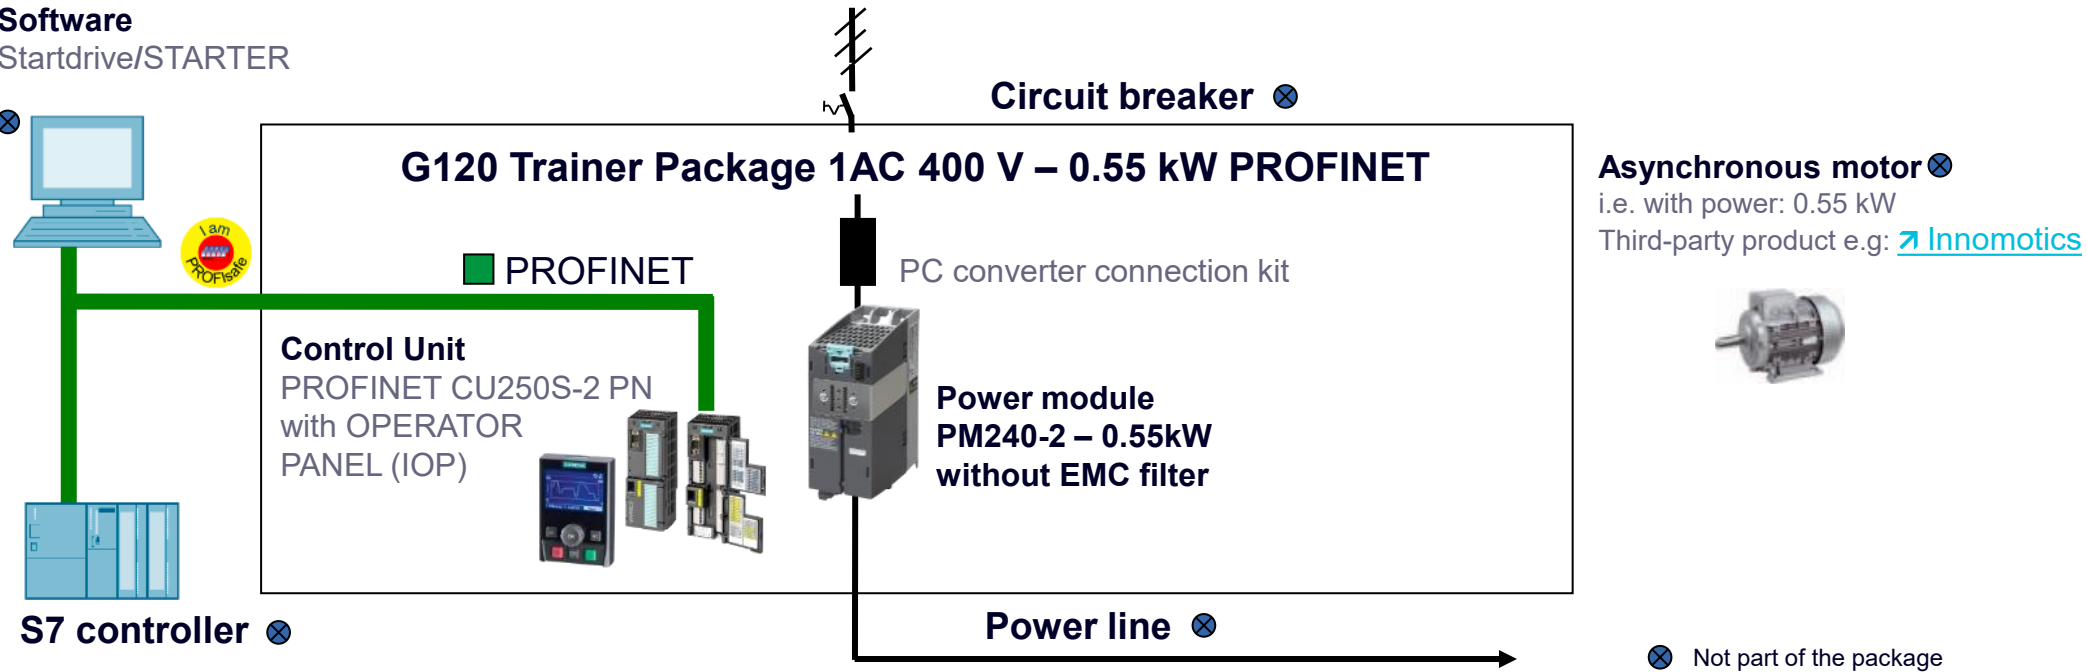 Software
Startdrive/STARTER
Circuit breaker
G120 Trainer Package 1AC 400 V – 0.55 kW PROFINET
Asynchronous motor
i.e. with power: 0.55 kW
Third-party product e.g: Innomotics
I am
PROFIsafe
PROFINET
PC converter connection kit
Control Unit
PROFINET CU250S-2 PN
with OPERATOR
PANEL (IOP)
Power module
PM240-2 – 0.55kW
without EMC filter
SIEMENS
S7 controller
Power line
Not part of the package